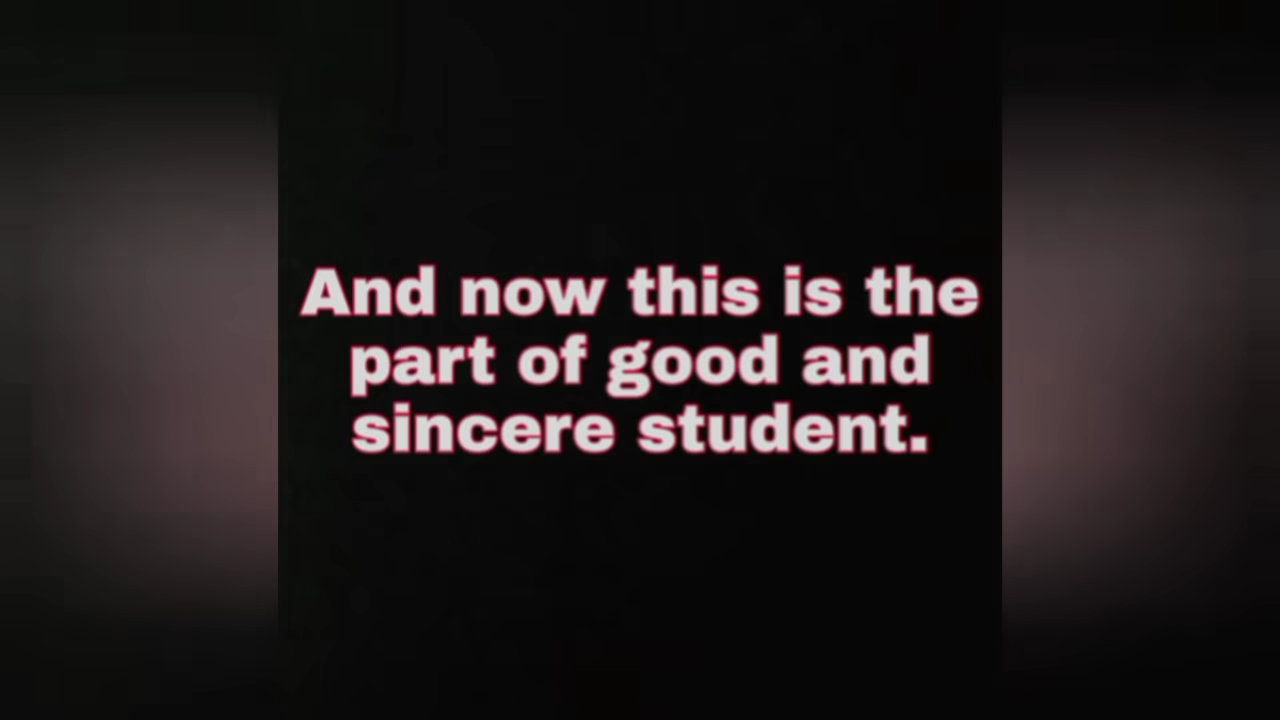 And now this is the
part of good and
sincere student.